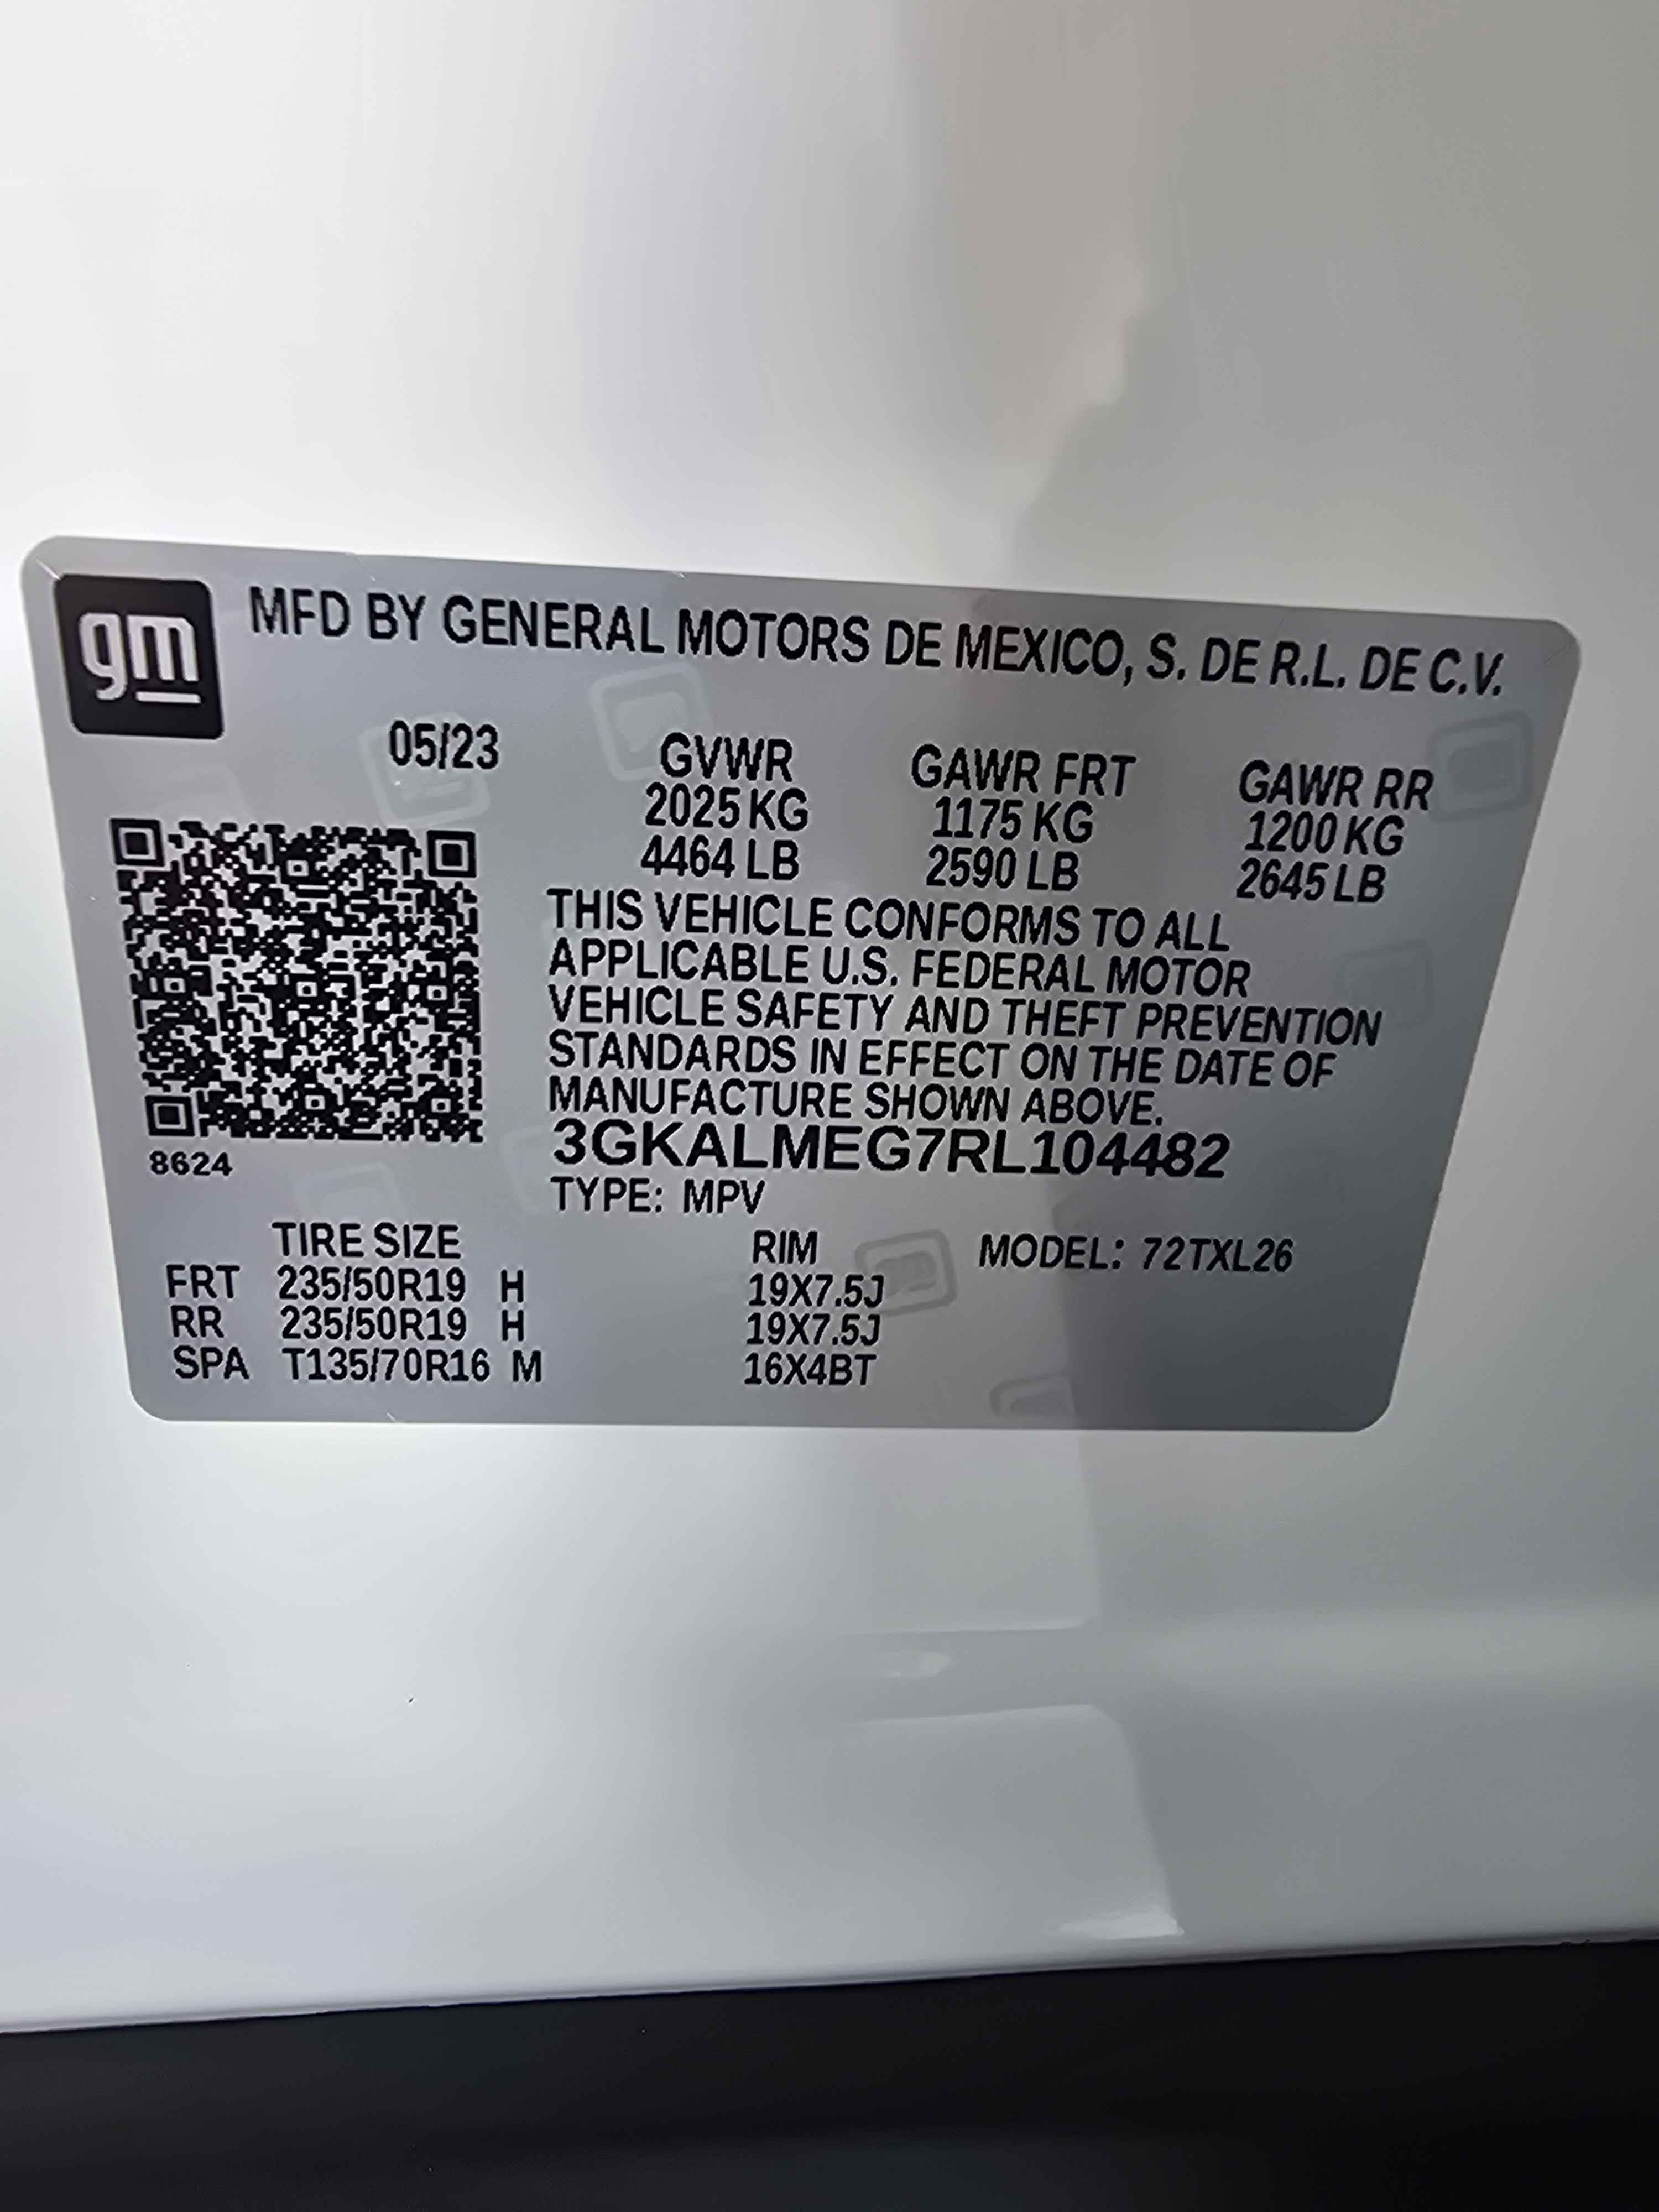 gm
MFD BY GENERAL MOTORS DE MEXICO, S. DE R.L. DE C.V.
05/23 GVWR GAWR FRT GAWR RR
2025 KG 1175 KG 1200 KG
4464 LB 2590 LB 2645 LB
THIS VEHICLE CONFORMS TO ALL
APPLICABLE U.S. FEDERAL MOTOR
VEHICLE SAFETY AND THEFT PREVENTION
STANDARDS IN EFFECT ON THE DATE OF
MANUFACTURE SHOWN ABOVE.
3GKALMEG7RL104482
8624
TYPE: MPV
TIRE SIZE RIM MODEL: 72TXL26
FRT 235/50R19 H 19X7.5J
RR 235/50R19 H 19X7.5J
SPA T135/70R16 M 16X4BT